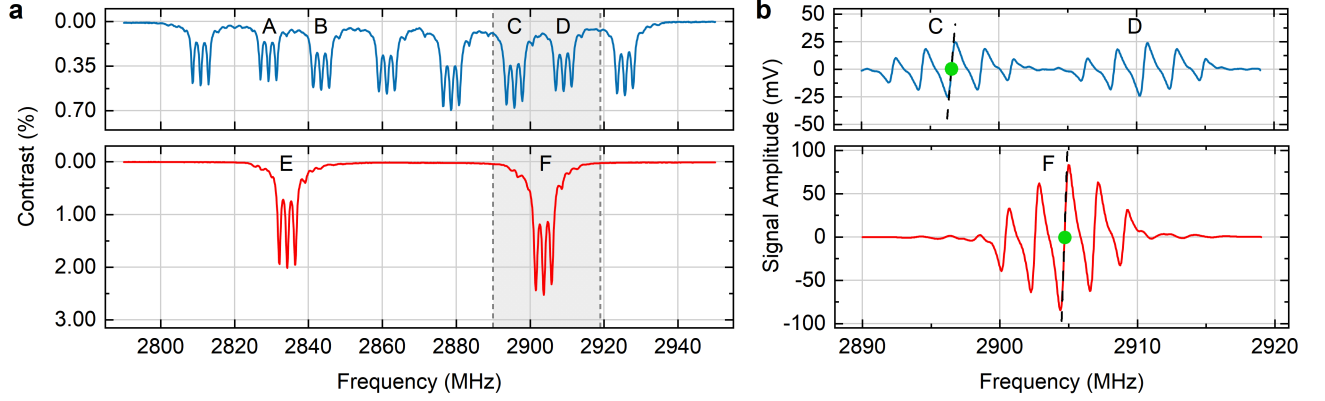 a
b
A
B
C
D
0.00
0.35
0.70
E
F
0.00
1.00
2.00
3.00
Contrast (%)
2800
2820
2840
2860
2880
2900
2920
2940
Frequency (MHz)
C
D
50
25
0
-25
-50
F
100
50
0
-50
-100
Signal Amplitude (mV)
2890
2900
2910
2920
Frequency (MHz)